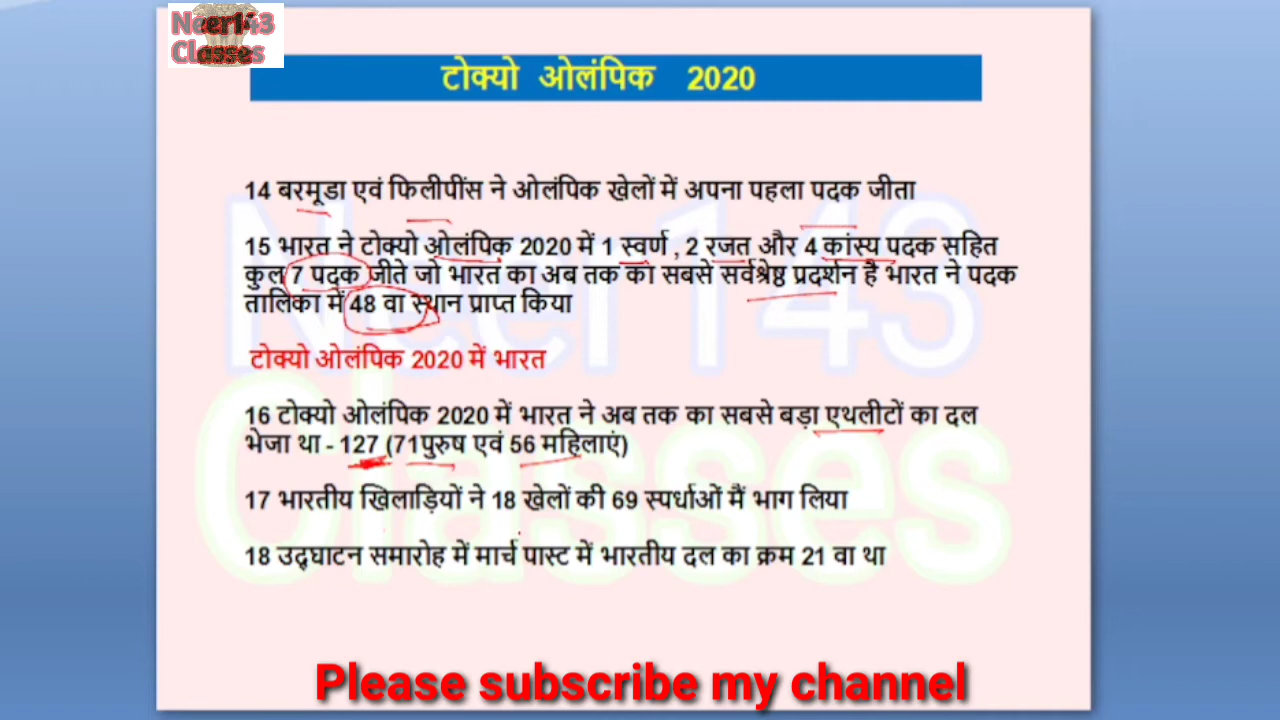 Neer143
Classes
टोक्यो ओलंपिक 2020
14 बरमूडा एवं फिलीपींस ने ओलंपिक खेलों में अपना पहला पदक जीता
15 भारत ने टोक्यो ओलंपिक 2020 में 1 स्वर्ण , 2 रजत और 4 कांस्य पदक सहित
कुल 7 पदक जीते जो भारत का अब तक का सबसे सर्वश्रेष्ठ प्रदर्शन है भारत ने पदक
तालिका में 48 वा स्थान प्राप्त किया
टोक्यो ओलंपिक 2020 में भारत
16 टोक्यो ओलंपिक 2020 में भारत ने अब तक का सबसे बड़ा एथलीटों का दल
भेजा था - 127 (71पुरुष एवं 56 महिलाएं)
17 भारतीय खिलाड़ियों ने 18 खेलों की 69 स्पर्धाओं मैं भाग लिया
18 उद्घाटन समारोह में मार्च पास्ट में भारतीय दल का क्रम 21 वा था
Neer143
Classes
Please subscribe my channel